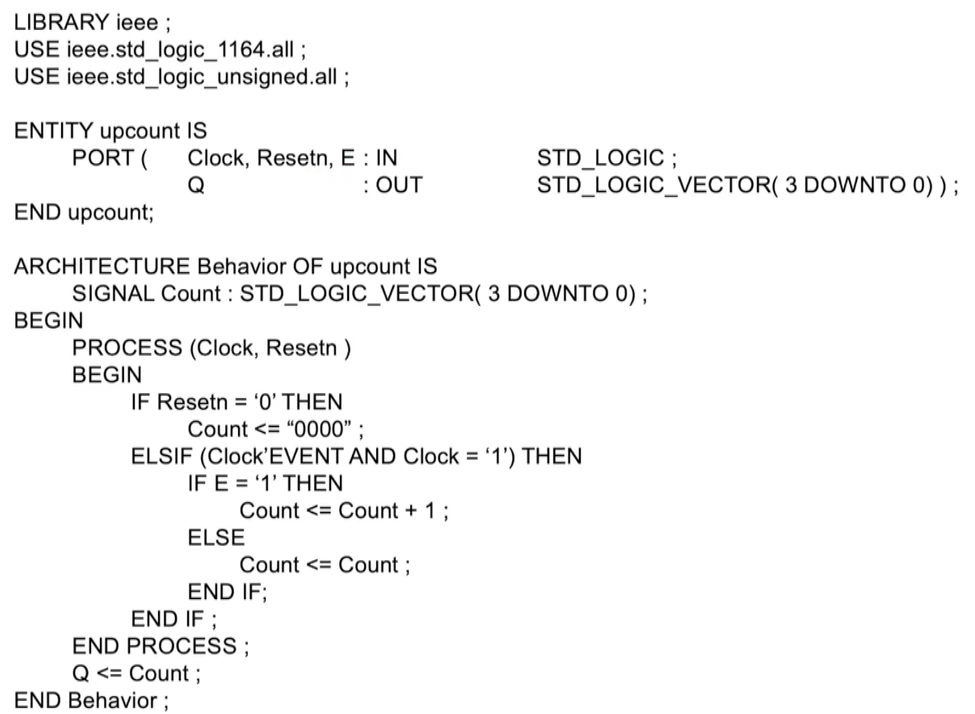 LIBRARY ieee ;
USE ieee.std_logic_1164.all ;
USE ieee.std_logic_unsigned.all ;
ENTITY upcount IS
PORT ( Clock, Resetn, E : IN STD_LOGIC ;
Q : OUT STD_LOGIC_VECTOR( 3 DOWNTO 0) ) ;
END upcount;
ARCHITECTURE Behavior OF upcount IS
SIGNAL Count : STD_LOGIC_VECTOR( 3 DOWNTO 0) ;
BEGIN
PROCESS (Clock, Resetn )
BEGIN
IF Resetn = ‘0’ THEN
Count <= “0000” ;
ELSIF (Clock’EVENT AND Clock = ‘1’) THEN
IF E = ‘1’ THEN
Count <= Count + 1 ;
ELSE
Count <= Count ;
END IF;
END IF ;
END PROCESS ;
Q <= Count ;
END Behavior ;